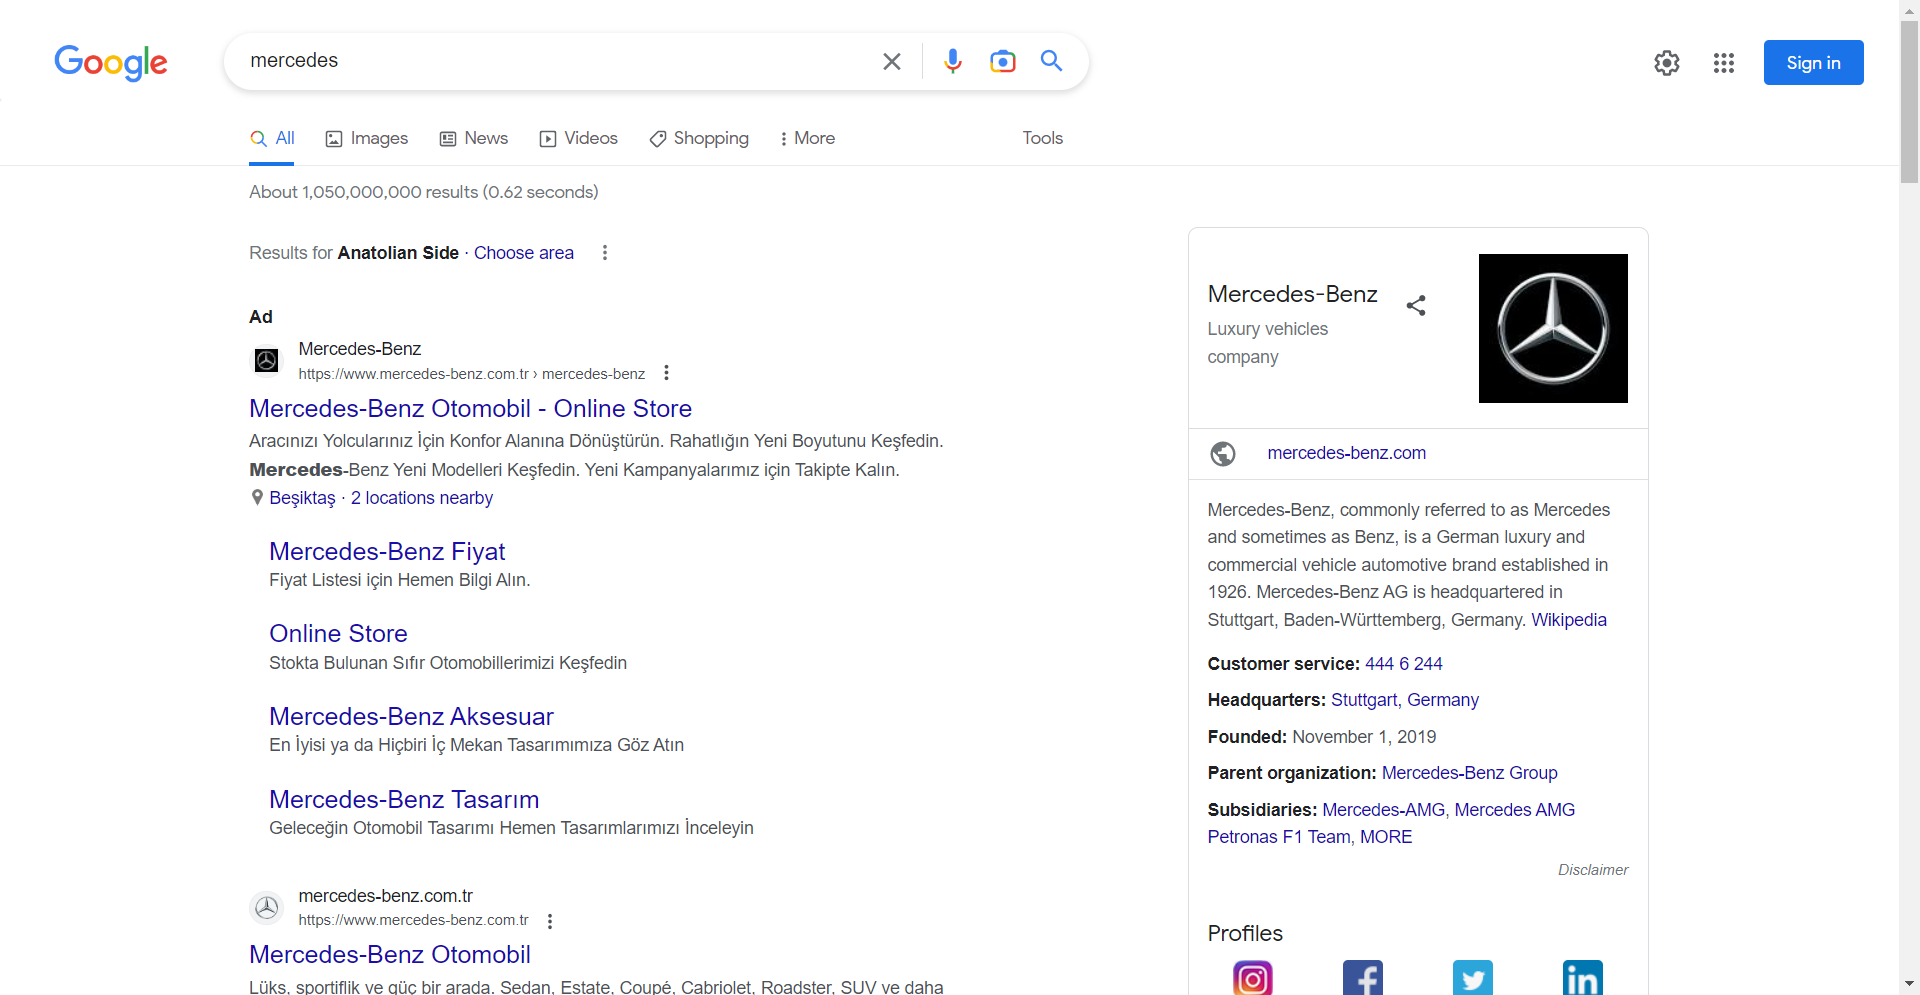 Google
mercedes
Sign in
All
Images
News
Videos
Shopping
More
Tools
About 1,050,000,000 results (0.62 seconds)
Results for Anatolian Side · Choose area
Ad
Mercedes-Benz
https://www.mercedes-benz.com.tr › mercedes-benz
Mercedes-Benz Otomobil - Online Store
Aracınızı Yolcularınız İçin Konfor Alanına Dönüştürün. Rahatlığın Yeni Boyutunu Keşfedin.
Mercedes-Benz Yeni Modelleri Keşfedin. Yeni Kampanyalarımız için Takipte Kalın.
Beşiktaş · 2 locations nearby
Mercedes-Benz Fiyat
Fiyat Listesi için Hemen Bilgi Alın.
Online Store
Stokta Bulunan Sıfır Otomobillerimizi Keşfedin
Mercedes-Benz Aksesuar
En İyisi ya da Hiçbiri İç Mekan Tasarımımıza Göz Atın
Mercedes-Benz Tasarım
Geleceğin Otomobil Tasarımı Hemen Tasarımlarımızı İnceleyin
mercedes-benz.com.tr
https://www.mercedes-benz.com.tr
Mercedes-Benz Otomobil
Lüks, sportiflik ve güç bir arada. Sedan, Estate, Coupé, Cabriolet, Roadster, SUV ve daha
Mercedes-Benz
Luxury vehicles
company
mercedes-benz.com
Mercedes-Benz, commonly referred to as Mercedes
and sometimes as Benz, is a German luxury and
commercial vehicle automotive brand established in
1926. Mercedes-Benz AG is headquartered in
Stuttgart, Baden-Württemberg, Germany. Wikipedia
Customer service: 444 6 244
Headquarters: Stuttgart, Germany
Founded: November 1, 2019
Parent organization: Mercedes-Benz Group
Subsidiaries: Mercedes-AMG, Mercedes AMG
Petronas F1 Team, MORE
Disclaimer
Profiles